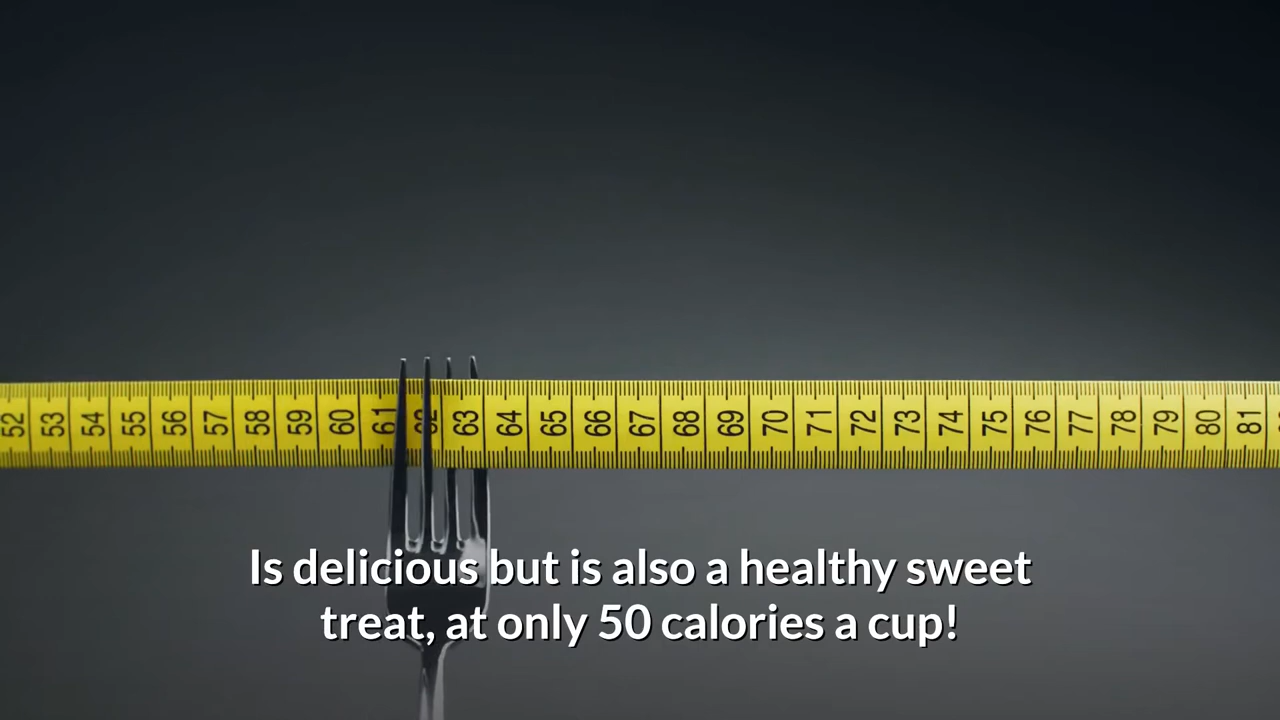 52 53 54 55 56 57 58 59 60 61 62 63 64 65 66 67 68 69 70 71 72 73 74 75 76 77 78 79 80 81
Is delicious but is also a healthy sweet
treat, at only 50 calories a cup!